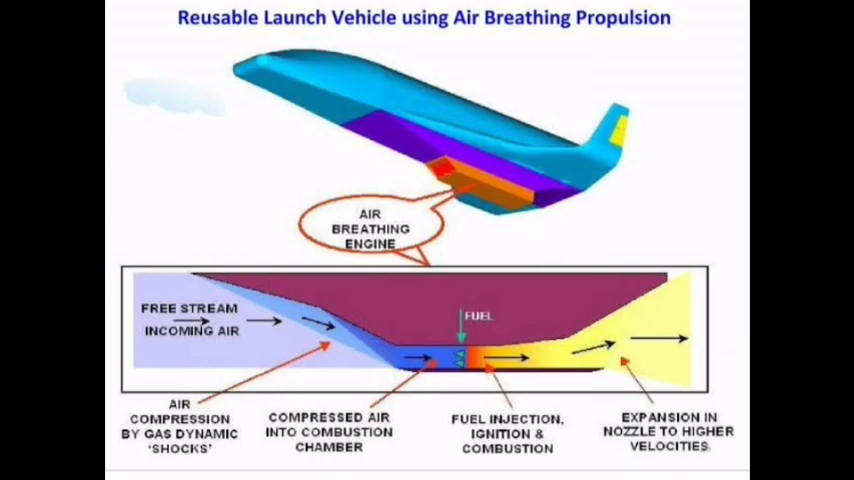 Reusable Launch Vehicle using Air Breathing Propulsion
AIR
BREATHING
ENGINE
FREE STREAM
INCOMING AIR
FUEL
AIR
COMPRESSION
BY GAS DYNAMIC
'SHOCKS'
COMPRESSED AIR
INTO COMBUSTION
CHAMBER
FUEL INJECTION,
IGNITION &
COMBUSTION
EXPANSION IN
NOZZLE TO HIGHER
VELOCITIES.